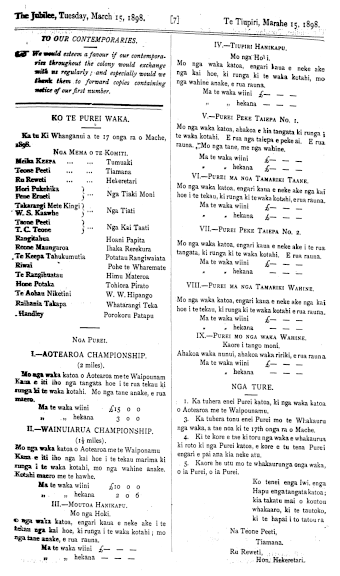 The Jubilee, Tuesday, March 15, 1898.
[7]
Te Tiupiri, Marahe 15. 1898.
TO OUR CONTEMPORARIES.
We would esteem a favour if our contempora-
ries throughout the colony would exchange
with us regularly; and especially would we
thank them to forward copies containing
notice of our first number.
KO TE PUREI WAKA.
Ka tu Ki Whanganui a te 17 onga ra o Mache,
1898.
NGA MEMA O TE KOMITI.
Meiha KEEPA ... Tumuaki
Teone Peeti ... Tiamana
Ru Reweti ... Hekeretari
Hori Pukehika
Pene Erueti } ... Nga Tiaki Moni
Takarangi Mete Kingi
W. S. Kaawhe } ... Nga Tiati
Teone Peeti
T. C. Teone } ... Nga Kai Taati
Rangitahua Hoani Papita
Reone Maungaroa Ihaka Rerekura
Te Keepa Tahukumutia Potatau Rangiwaiata
Kiwai Pohe te Wharemate
Te Rangihuatau Himu Materoa
Hone Potaka Tohiora Pirato
Te Aohau Niketini W. W. Hipango
Raihania Takapa Whatarangi Teka
Handley Porokoru Patapu
NGA PUREI.
I.—AOTEAROA CHAMPIONSHIP.
(2 miles).
Mo nga waka katoa o Aotearoa me te Waipounamu
Kaua e iti iho nga tangata hoe i te rua tekau ki
runga ki te waka kotahi. Mo nga tane anake, e rua
maero.
Ma te waka wiini £15 0 0
„ „ hekana 3 0 0
II.—WAINUIARUA CHAMPIONSHIP.
(1½ miles).
Mo nga waka katoa o Aotearoa me te Waipounamu
Kaua e iti iho nga kai hoe i te tekau marima ki
runga i te waka kotahi, mo nga wahine anake.
Kotahi maero me te hawhe.
Ma te waka wiini £10 0 0
„ „ hekana 2 0 6
III.—MOUTOA HANIKAPU.
Mo nga Hoki.
O nga waka katoa, engari kaua e neke ake i te
tekau nga kai hoe, ki runga i te waka kotahi; mo
nga tane anake, e rua rauna.
Ma te waka wiini £— — —
„ „ hekana — — —
IV.—TIUPIRI HANIKAPU.
Mo nga Hoki.
Mo nga waka katoa, engari kaua e neke ake
nga kai hoe, ki runga ki te waka kotahi, mo
nga wahine anake, e rua rauna.
Ma te waka wiini £ — — —
„ „ hekana — — —
V.—PUREI PEKE TAIEPA NO. 1.
Mo nga waka katoa, ahakoa e hia tangata ki runga i
te waka kotahi. E rua nga taiepa e peke ai. E rua
rauna. Mo nga tane, me nga wahine.
Ma te waka wiini £ — — —
„ „ hekana — — —
VI.—PUREI MO NGA TAMARIKI TANE.
Mo nga waka katoa, engari kaua e neke ake nga kai
hoe i te tekau, ki runga ki te waka kotahi, e rua rauna.
Ma te waka wiini £ — — —
„ „ hekana — — —
VII.—PUREI PEKE TAIEPA NO. 2.
Mo nga waka katoa, engari kaua e neke ake i te rua
tangata, ki runga ki te waka kotahi. E rua rauna.
Ma te waka wiini £ — — —
„ „ hekana — — —
VIII.—PUREI MO NGA TAMARIKI WAHINE.
Mo nga waka katoa, engari kaua e neke ake nga kai
hoe i te tekau, ki runga ki te waka kotahi, e rua rauna.
Ma te waka wiini £ — — —
„ „ hekana — — —
IX.—PUREI MO NGA WAKA WAHINE.
Kaore i tango moni.
Ahakoa waka nunui, ahakoa waka ririki, e rua rauna
Ma te waka wiini £ — — —
„ „ hekana — — —
NGA TURE.
1. Ka tuhera enei Purei katoa, ki nga waka katoa
o Aotearoa me te Waipounamu.
3. Ka tuhera tonu enei Purei mo te Whakauru
nga waka, a tae noa ki te 17th onga ra o Mache.
4. Ki te kore e tae ki toru nga waka e whakaurua
ki roto ki nga Purei katoa, e kore e tu tena Purei
engari e pai ana kia neke atu.
5. Kaore he utu mo te whakaurunga onga waka,
o ia Purei, o ia Purei.
Ko tenei enga Iwi, enga
Hapu engatangatakatoa;
kia takatu mai o koutou
whakaaro, ki te tautoko,
ki te hapai i to tatou ra
Na Teone Peeti,
Tiamana.
Ru Reweti,
Hon, Hekeretari.